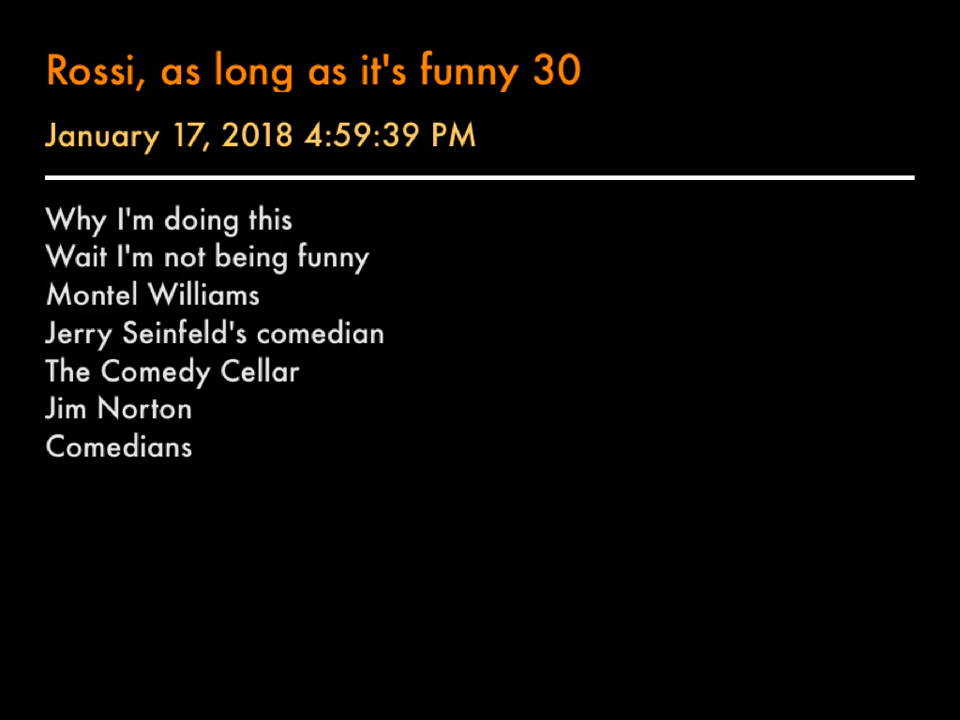 Rossi, as long as it's funny 30
January 17, 2018 4:59:39 PM
Why I'm doing this
Wait I'm not being funny
Montel Williams
Jerry Seinfeld's comedian
The Comedy Cellar
Jim Norton
Comedians